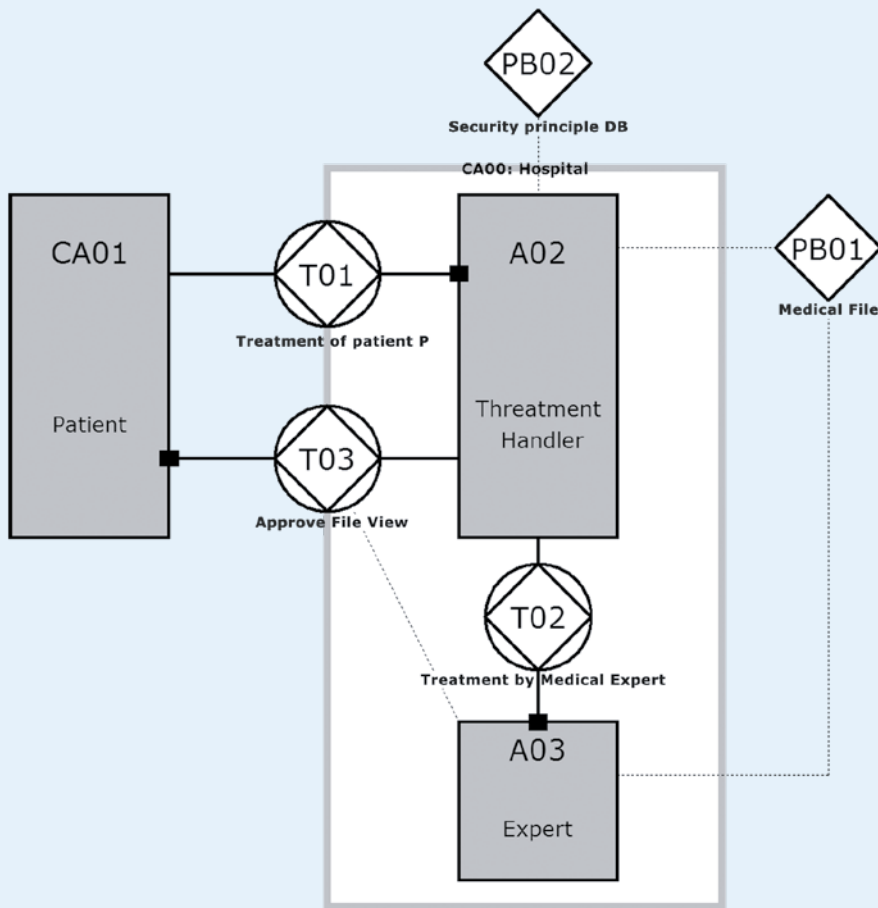 PB02
Security principle DB
CA00: Hospital
CA01
T01
A02
PB01
Treatment of patient P
Medical File
Patient
Threatment
Handler
T03
Approve File View
T02
Treatment by Medical Expert
A03
Expert